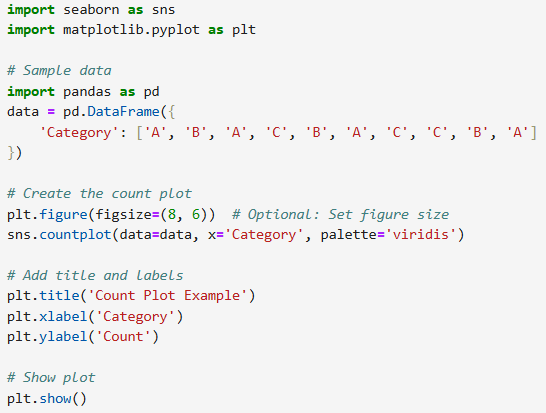 import seaborn as sns
import matplotlib.pyplot as plt

# Sample data
import pandas as pd
data = pd.DataFrame({
    'Category': ['A', 'B', 'A', 'C', 'B', 'A', 'C', 'C', 'B', 'A']
})

# Create the count plot
plt.figure(figsize=(8, 6))  # Optional: Set figure size
sns.countplot(data=data, x='Category', palette='viridis')

# Add title and labels
plt.title('Count Plot Example')
plt.xlabel('Category')
plt.ylabel('Count')

# Show plot
plt.show()